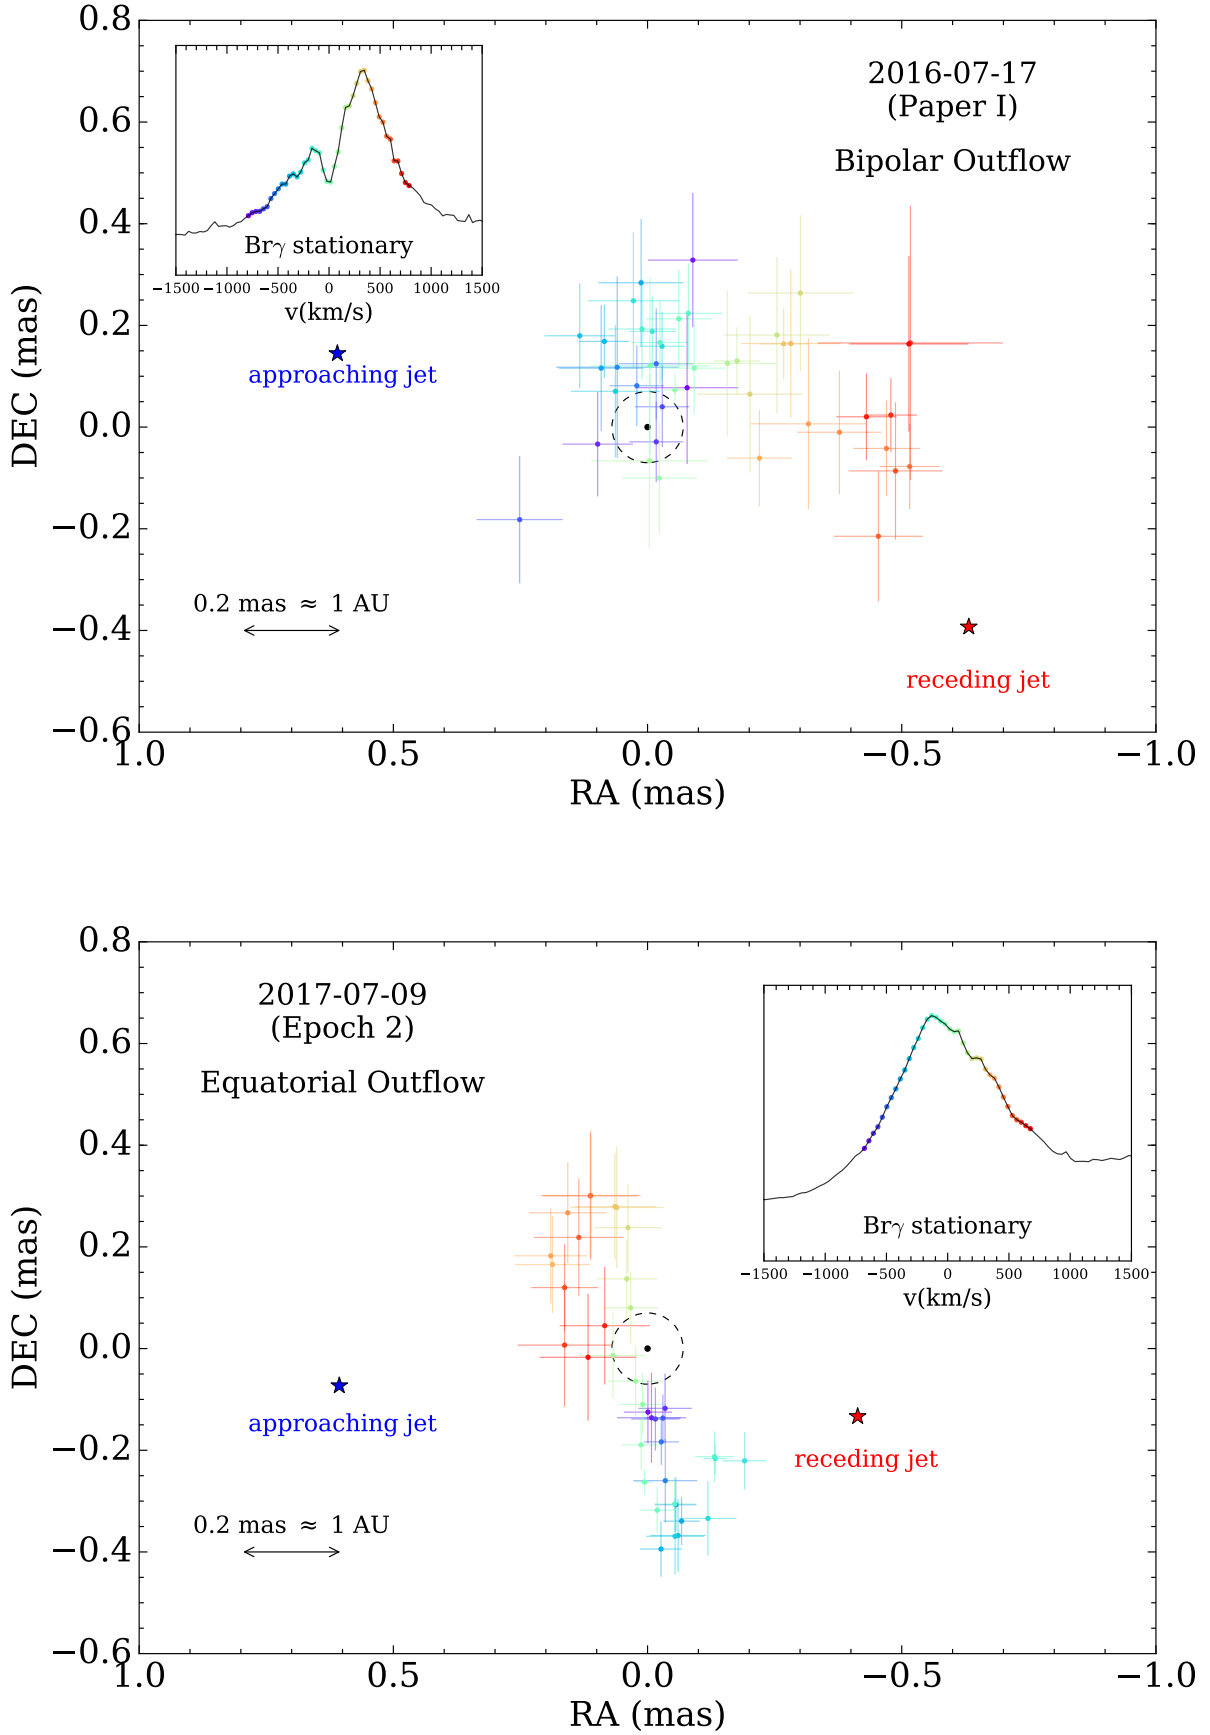 0.8
0.6
0.4
0.2
0.0
−0.2
−0.4
−0.6
DEC (mas)
−1500 −1000 −500 0 500 1000 1500
v(km/s)
Brγ stationary
2016-07-17
(Paper I)
Bipolar Outflow
approaching jet
0.2 mas ≈ 1 AU
receding jet
1.0 0.5 0.0 −0.5 −1.0
RA (mas)
0.8
0.6
0.4
0.2
0.0
−0.2
−0.4
−0.6
DEC (mas)
2017-07-09
(Epoch 2)
Equatorial Outflow
Brγ stationary
−1500 −1000 −500 0 500 1000 1500
v(km/s)
approaching jet
receding jet
0.2 mas ≈ 1 AU
1.0 0.5 0.0 −0.5 −1.0
RA (mas)